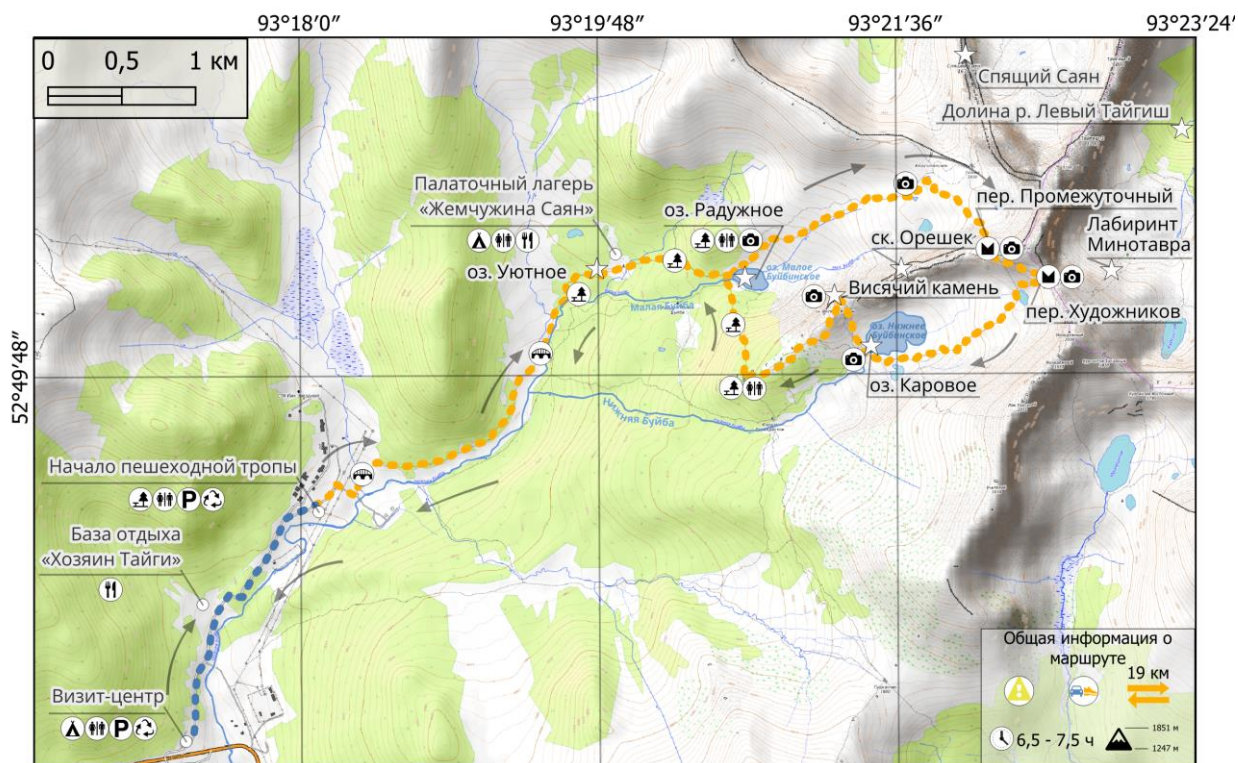 93°18′0″ 93°19′48″ 93°21′36″ 93°23′24″
0 0,5 1 км
Спящий Саян
Долина р. Левый Тайгиш
Палаточный лагерь
«Жемчужина Саян»
оз. Радужное
пер. Промежуточный
Лабиринт
Минотавра
ск. Орешек
оз. Уютное
оз. Малое
Буйбинское
Висячий камень
Малая Буйба
оз. Нижнее
Буйбинское
пер. Художников
52°49′48″
оз. Каровое
Нижняя Буйба
Начало пешеходной тропы
P
База отдыха
«Хозяин Тайги»
Визит-центр
P
Общая информация о
маршруте
19 км
6,5 - 7,5 ч
1851 м
1247 м